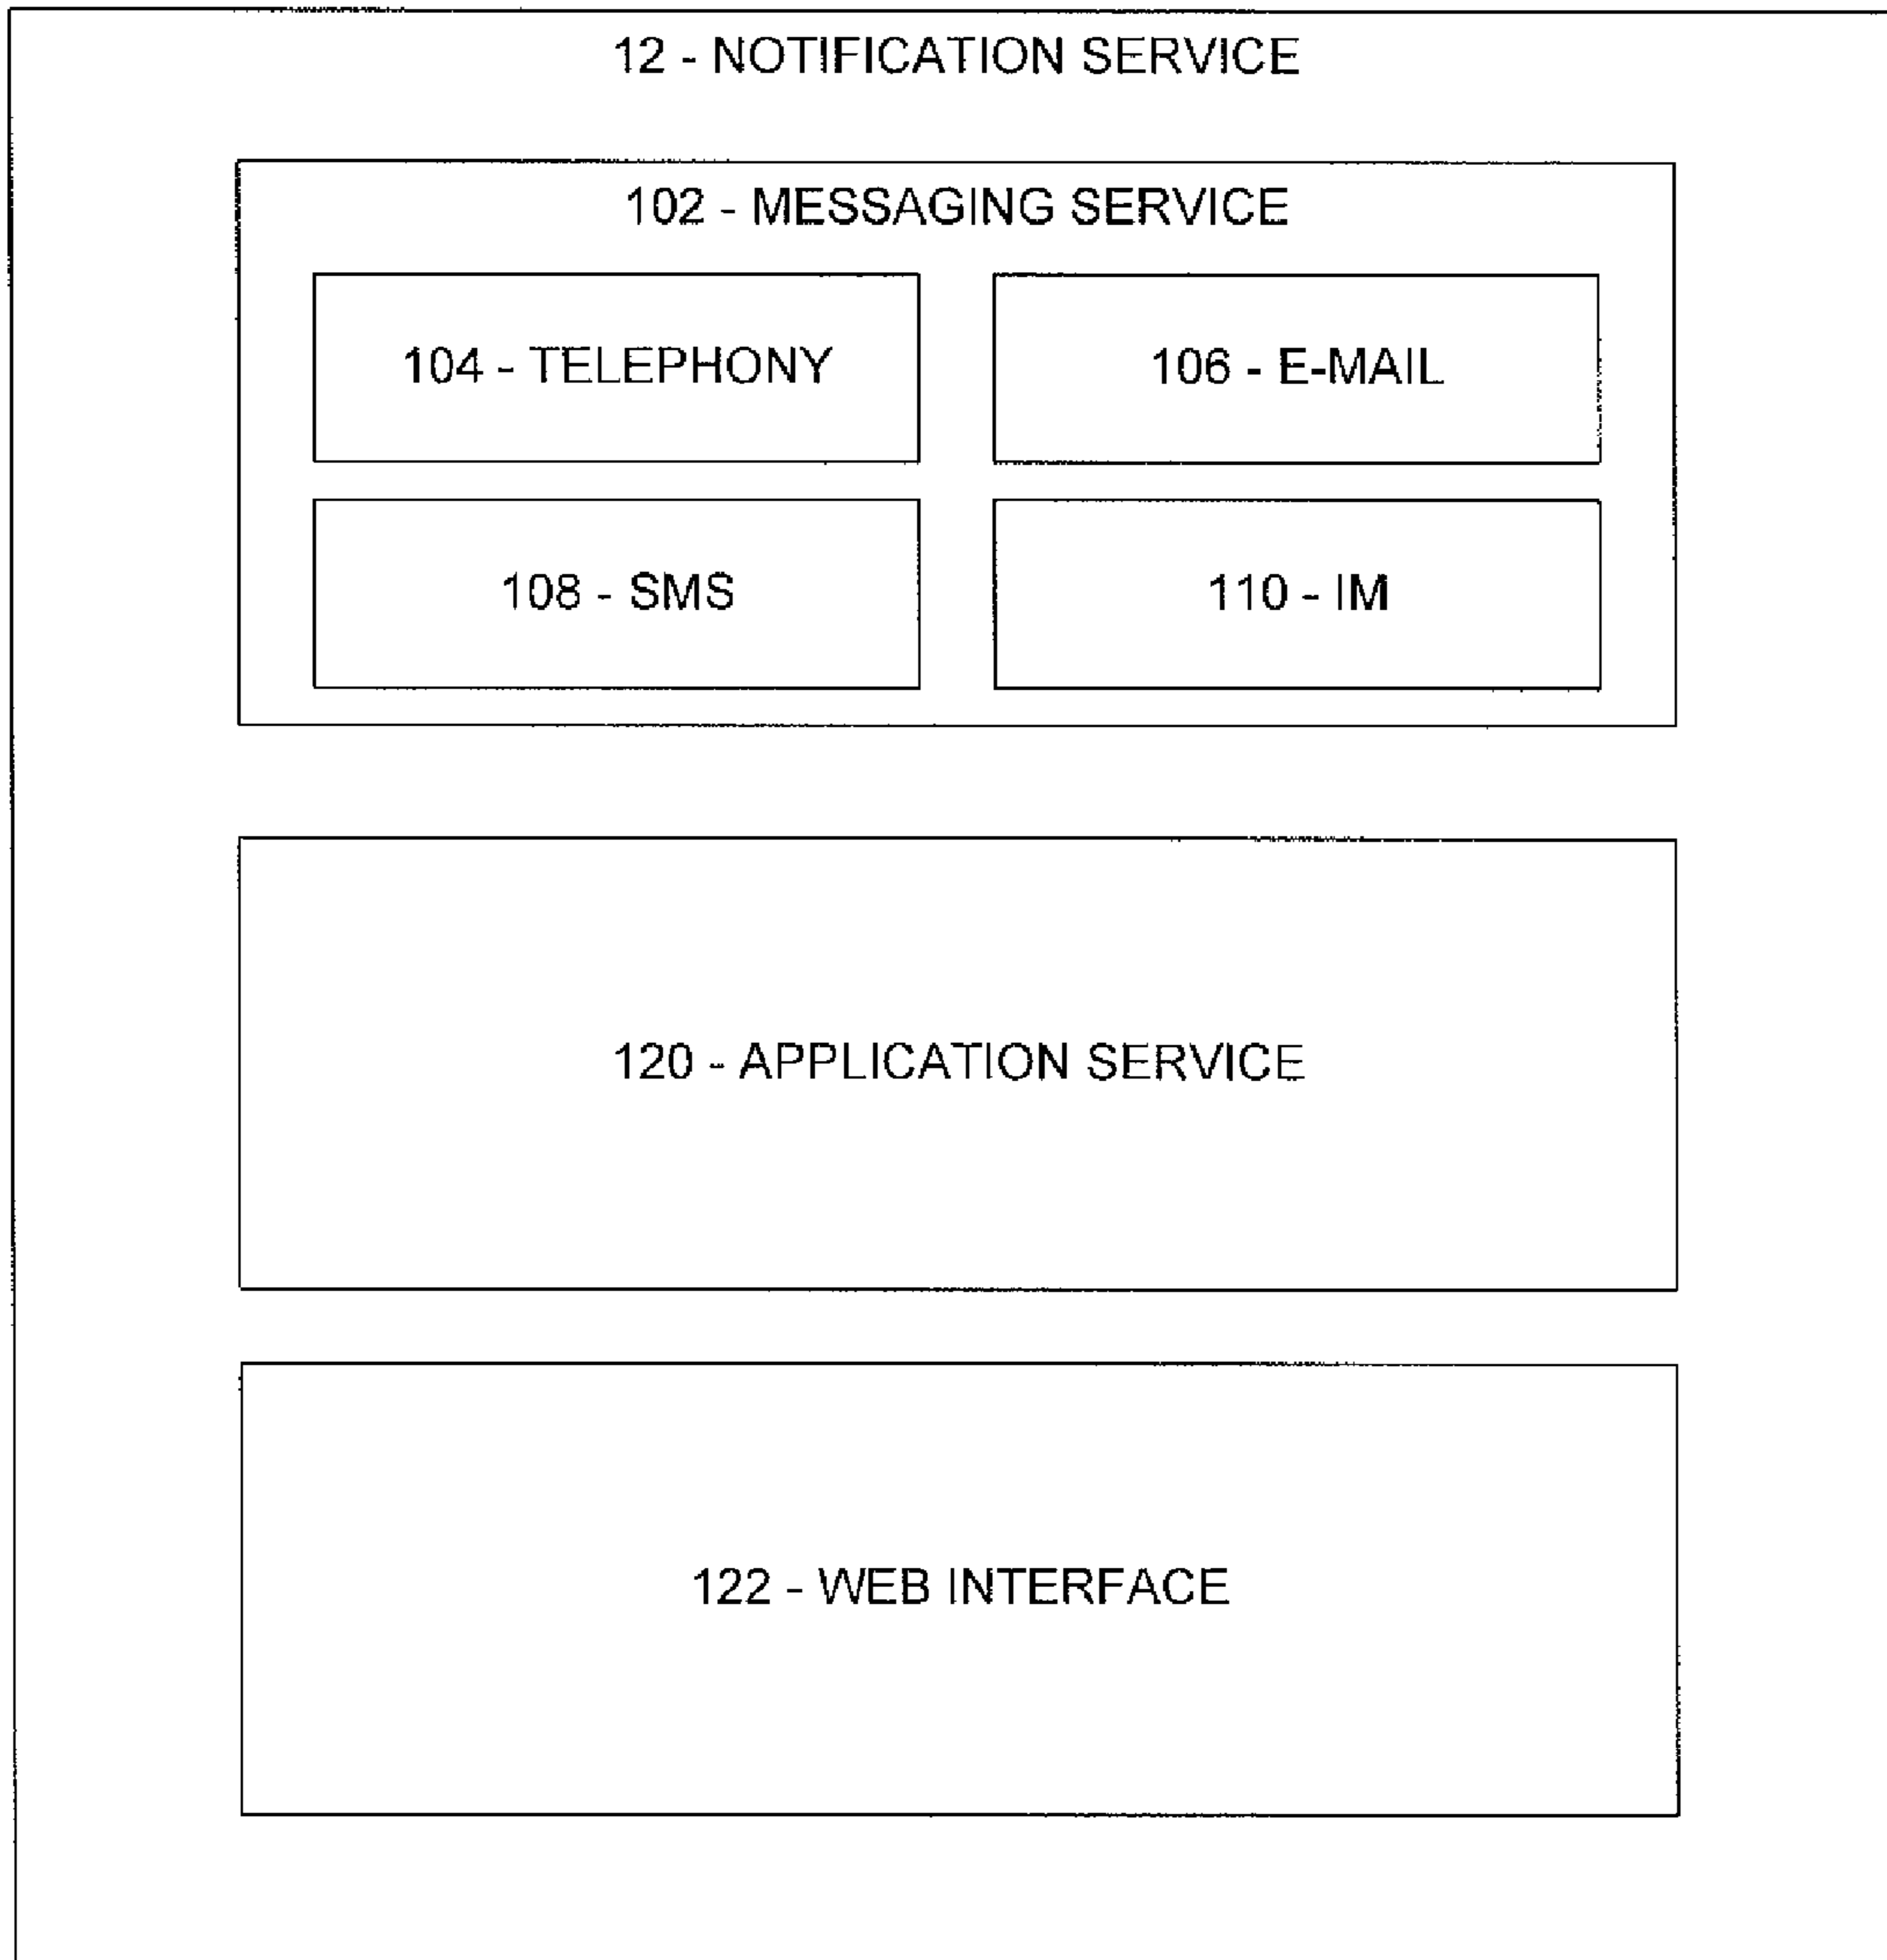 12 - NOTIFICATION SERVICE
102 - MESSAGING SERVICE
104 - TELEPHONY
106 - E-MAIL
108 - SMS
110 - IM
120 - APPLICATION SERVICE
122 - WEB INTERFACE